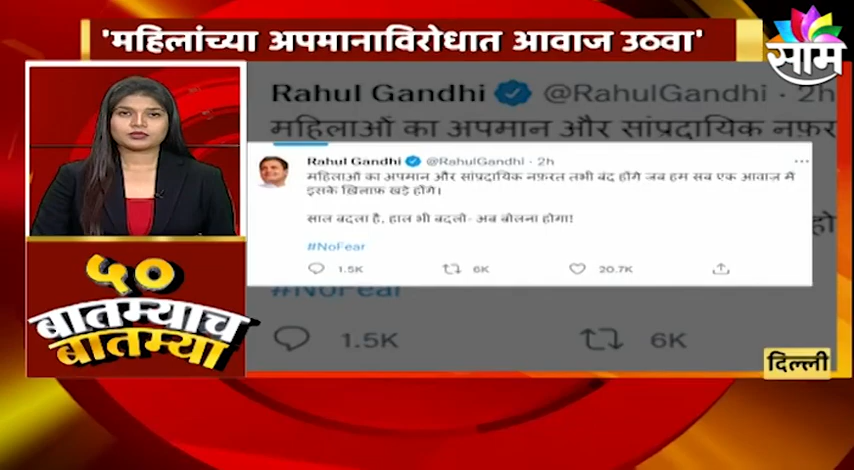 'महिलांच्या अपमानाविरोधात आवाज उठवा'
साम
Rahul Gandhi @RahulGandhi · 2h
महिलाओं का अपमान और सांप्रदायिक नफ़र
Rahul Gandhi @RahulGandhi · 2h
महिलाओं का अपमान और सांप्रदायिक नफ़रत तभी बंद होंगे जब हम सब एक आवाज़ में
इसके खिलाफ़ खड़े होंगे।
साल बदला है, हाल भी बदलो- अब बोलना होगा!
#NoFear
1.5K 6K 20.7K
हो
#NoFear
1.5K 6K
५०
बातम्याच
बातम्या
दिल्ली